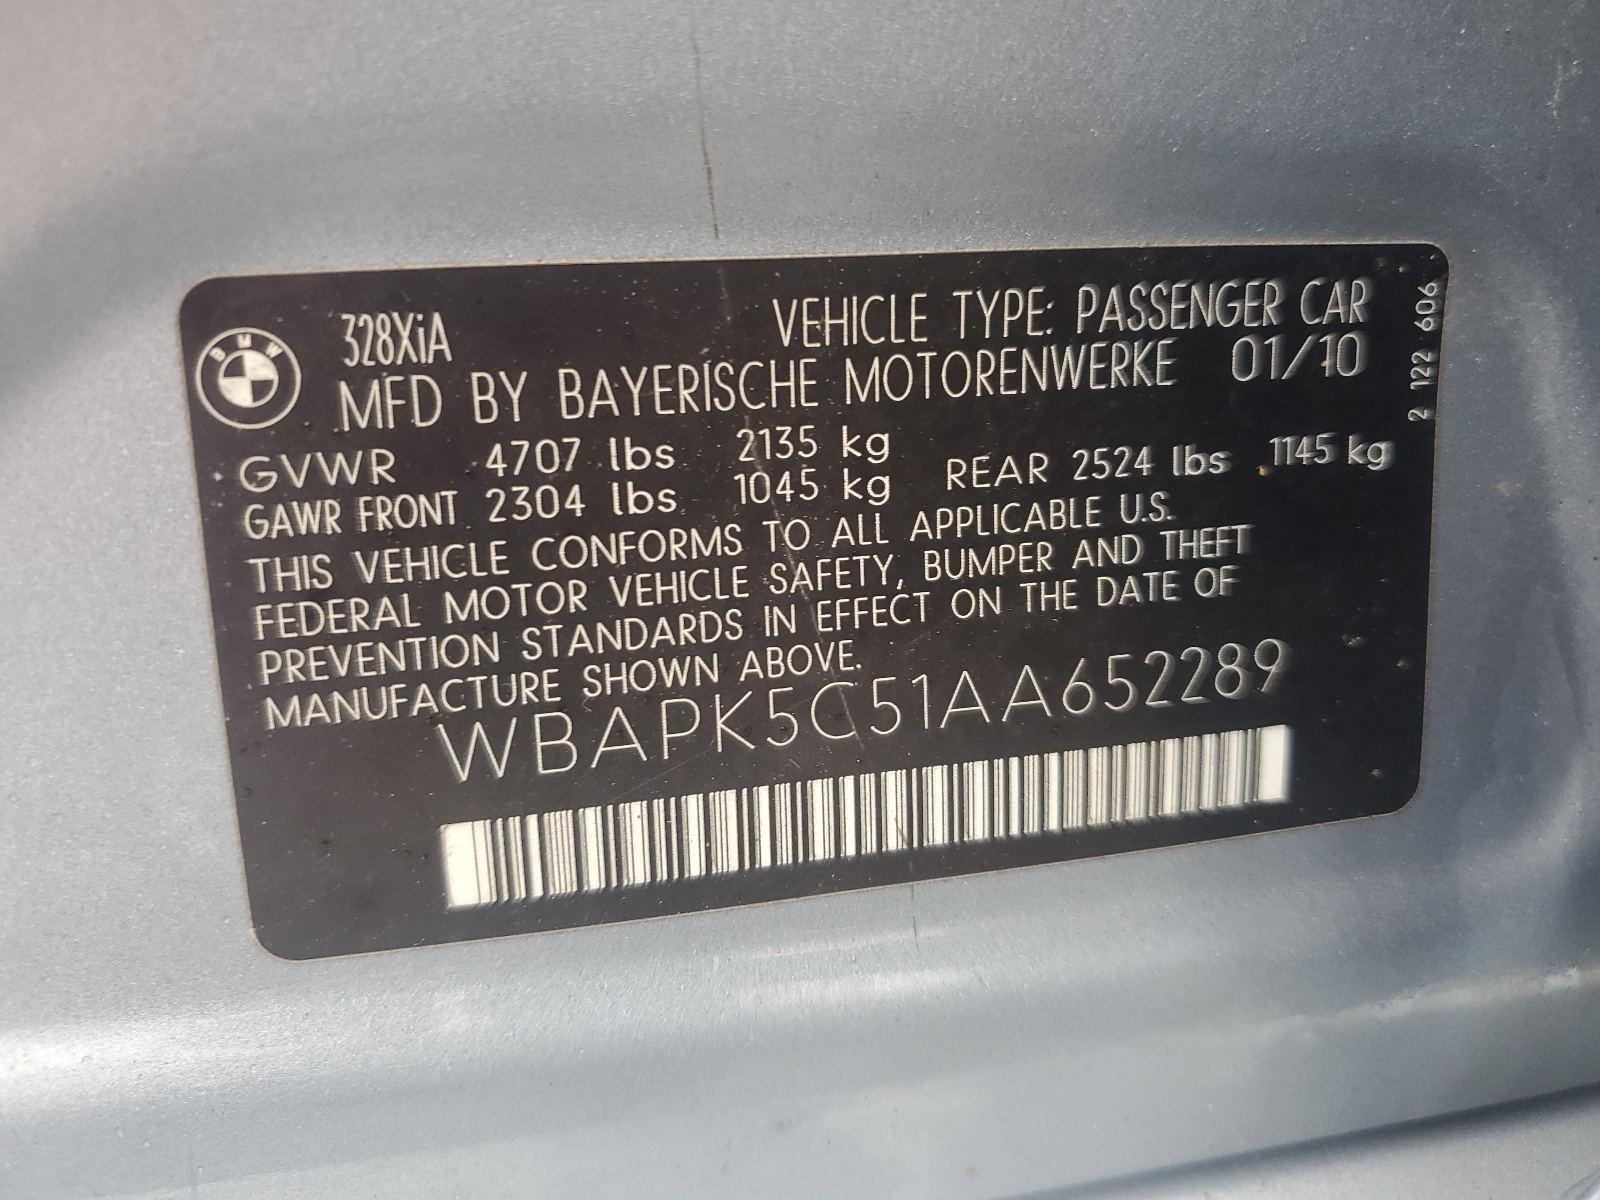 BMW
328XiA
VEHICLE TYPE: PASSENGER CAR
MFD BY BAYERISCHE MOTORENWERKE 01/10
GVWR 4707 lbs 2135 kg
GAWR FRONT 2304 lbs 1045 kg REAR 2524 lbs 1145 kg
THIS VEHICLE CONFORMS TO ALL APPLICABLE U.S.
FEDERAL MOTOR VEHICLE SAFETY, BUMPER AND THEFT
PREVENTION STANDARDS IN EFFECT ON THE DATE OF
MANUFACTURE SHOWN ABOVE.
WBAPK5C51AA652289
2 122 606